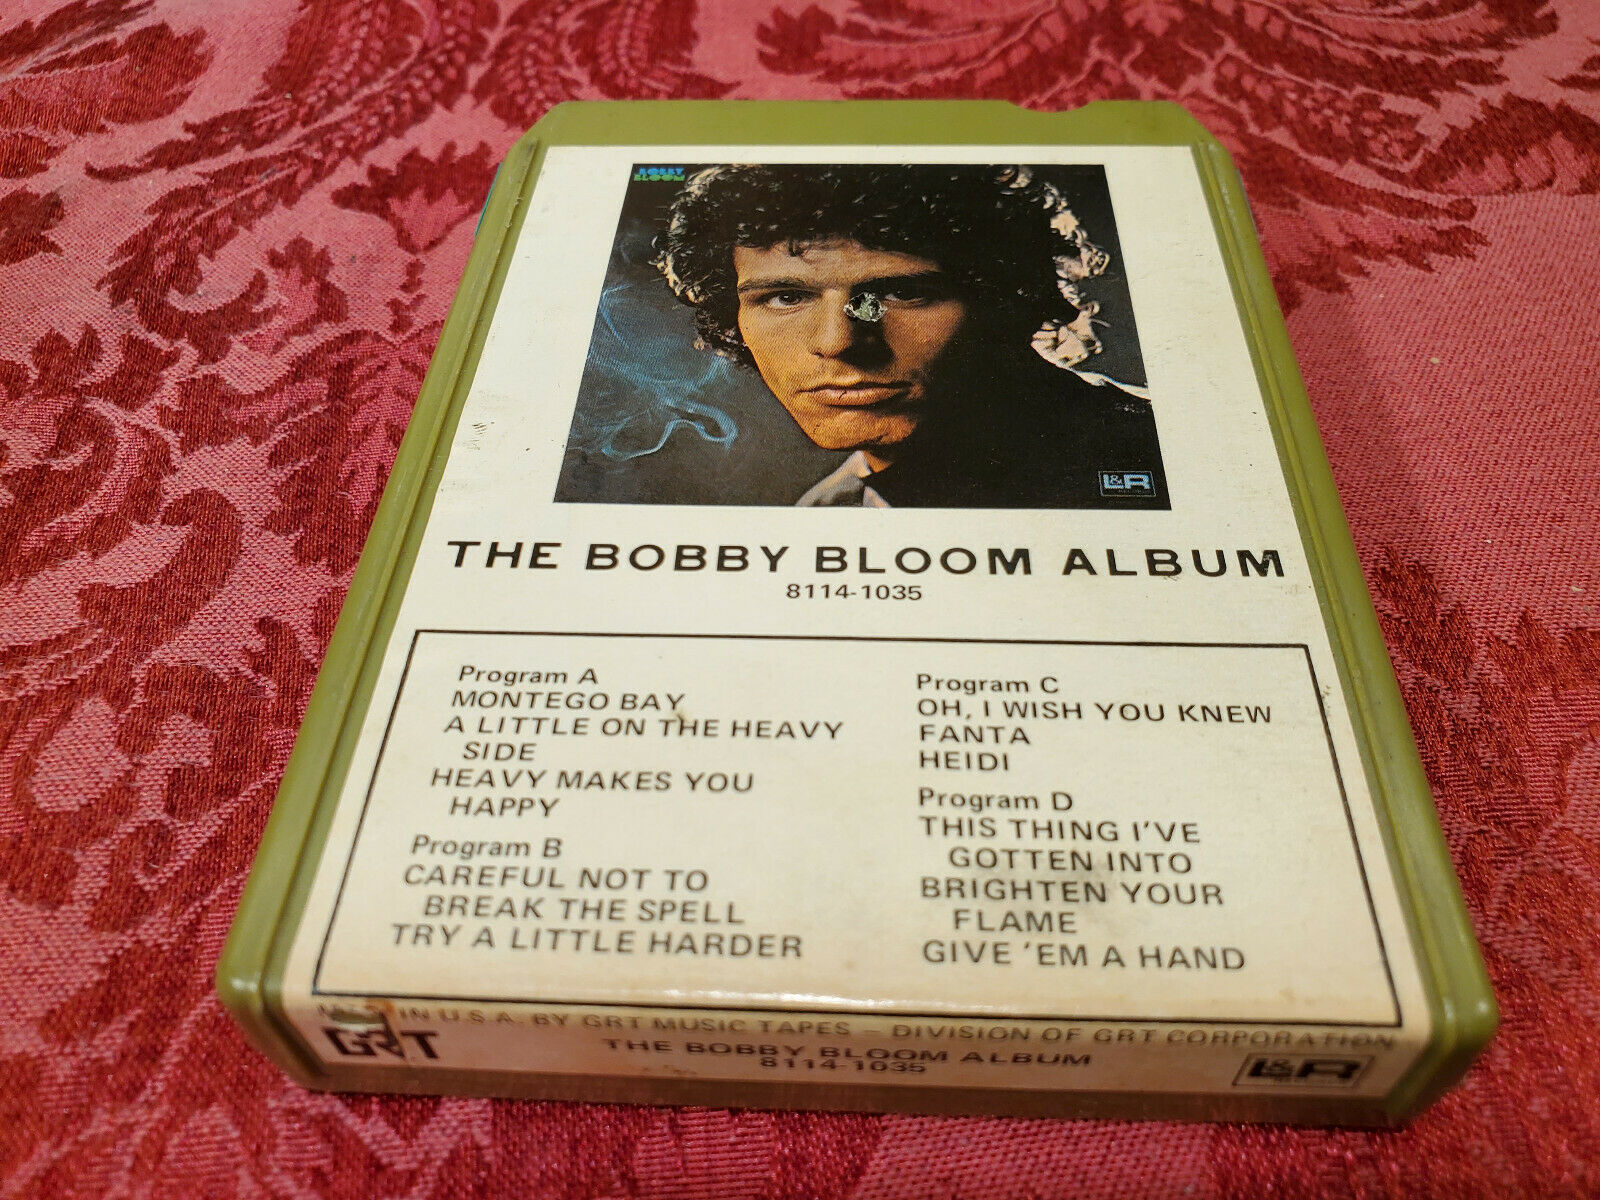 BOBBY
BLOOM
L&R
THE BOBBY BLOOM ALBUM
8114-1035
Program A
MONTEGO BAY
A LITTLE ON THE HEAVY
SIDE
HEAVY MAKES YOU
HAPPY
Program B
CAREFUL NOT TO
BREAK THE SPELL
TRY A LITTLE HARDER
Program C
OH, I WISH YOU KNEW
FANTA
HEIDI
Program D
THIS THING I'VE
GOTTEN INTO
BRIGHTEN YOUR
FLAME
GIVE 'EM A HAND
IN U.S.A. BY GRT MUSIC TAPES – DIVISION OF GRT CORPORATION
GRT
THE BOBBY BLOOM ALBUM
8114-1035
L&R